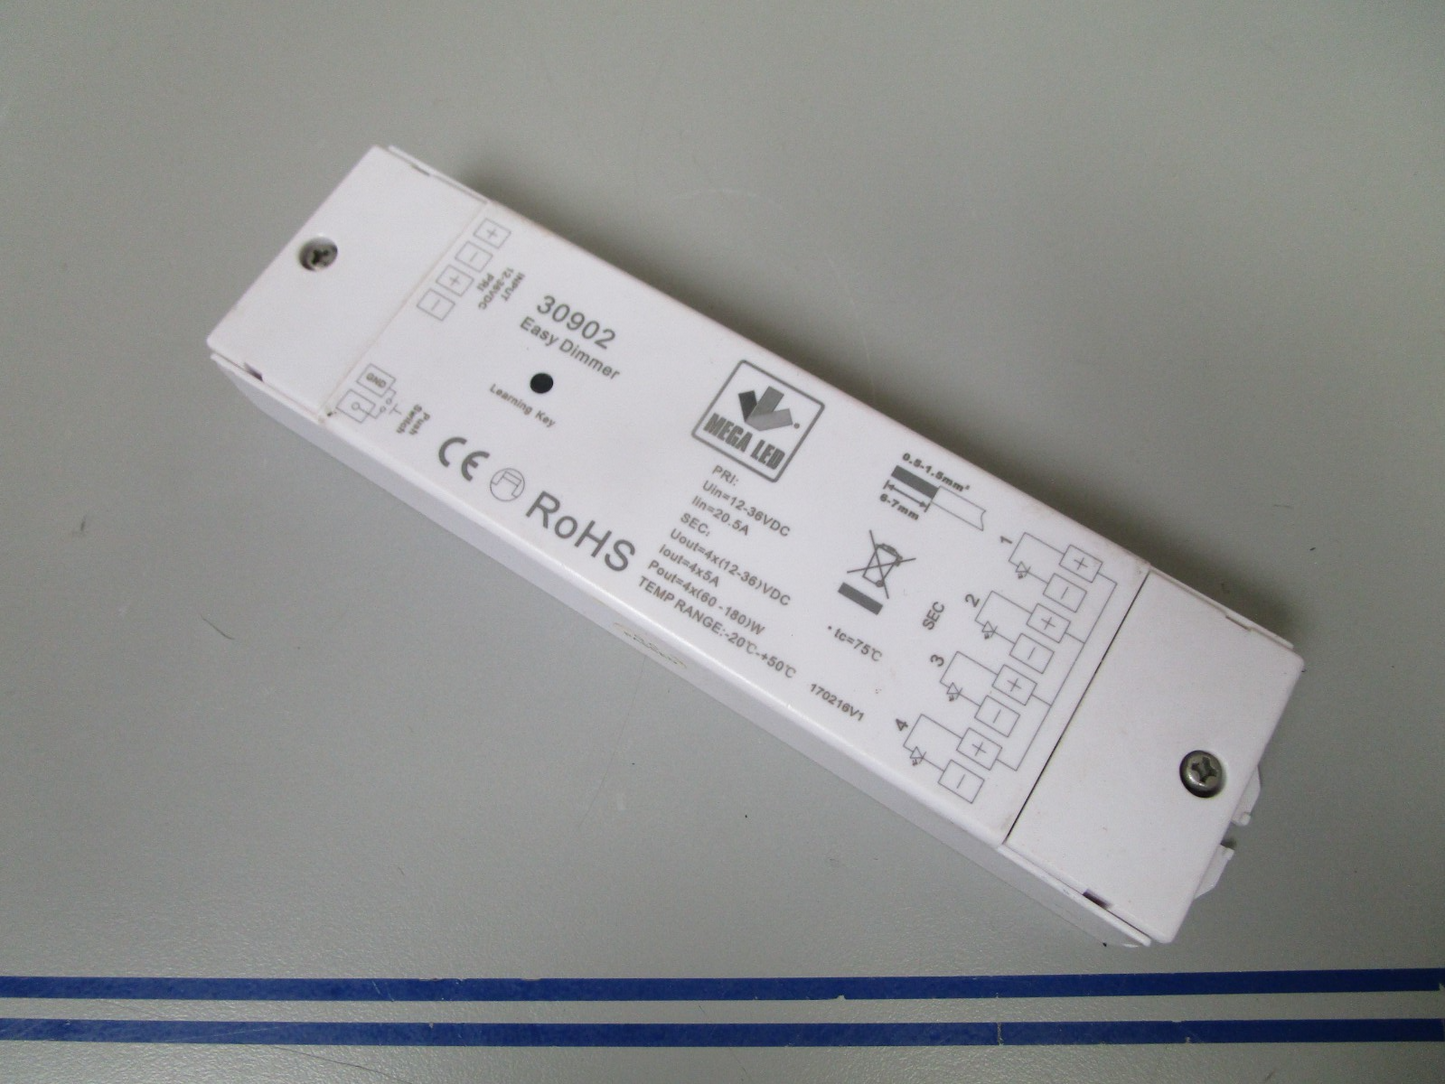 +
−
+
−
INPUT
12-36VDC
PRI
GND
Push
Switch
30902
Easy Dimmer
Learning Key
CE RoHS
MEGA LED
PRI:
Uin=12-36VDC
Iin=20.5A
SEC:
Uout=4x(12-36)VDC
Iout=4x5A
Pout=4x(60 -180)W
TEMP RANGE:-20℃-+50℃
0.5-1.5mm²
6-7mm
• tc=75℃
170216V1
SEC
1
+
−
2
+
−
3
+
−
4
+
−